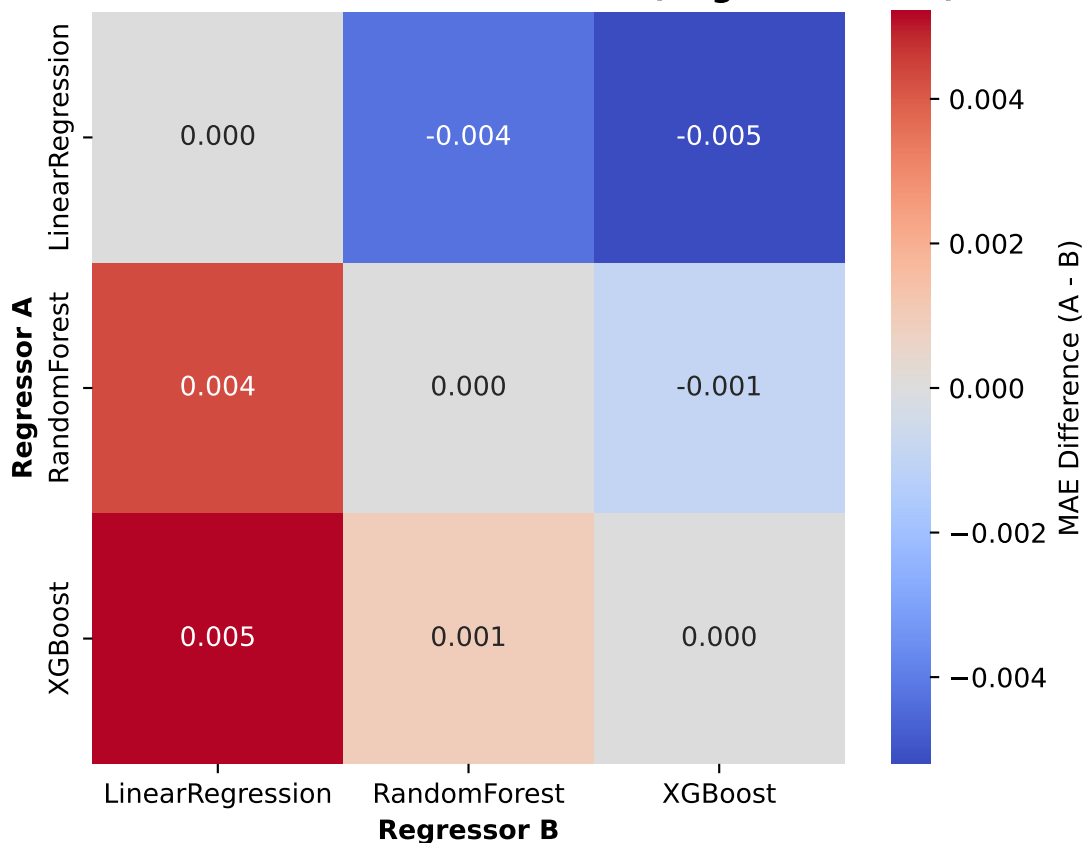 LinearRegression
0.000
-0.004
-0.005
RandomForest
0.004
0.000
-0.001
XGBoost
0.005
0.001
0.000
Regressor A
LinearRegression
RandomForest
XGBoost
Regressor B
0.004
0.002
0.000
−0.002
−0.004
MAE Difference (A - B)